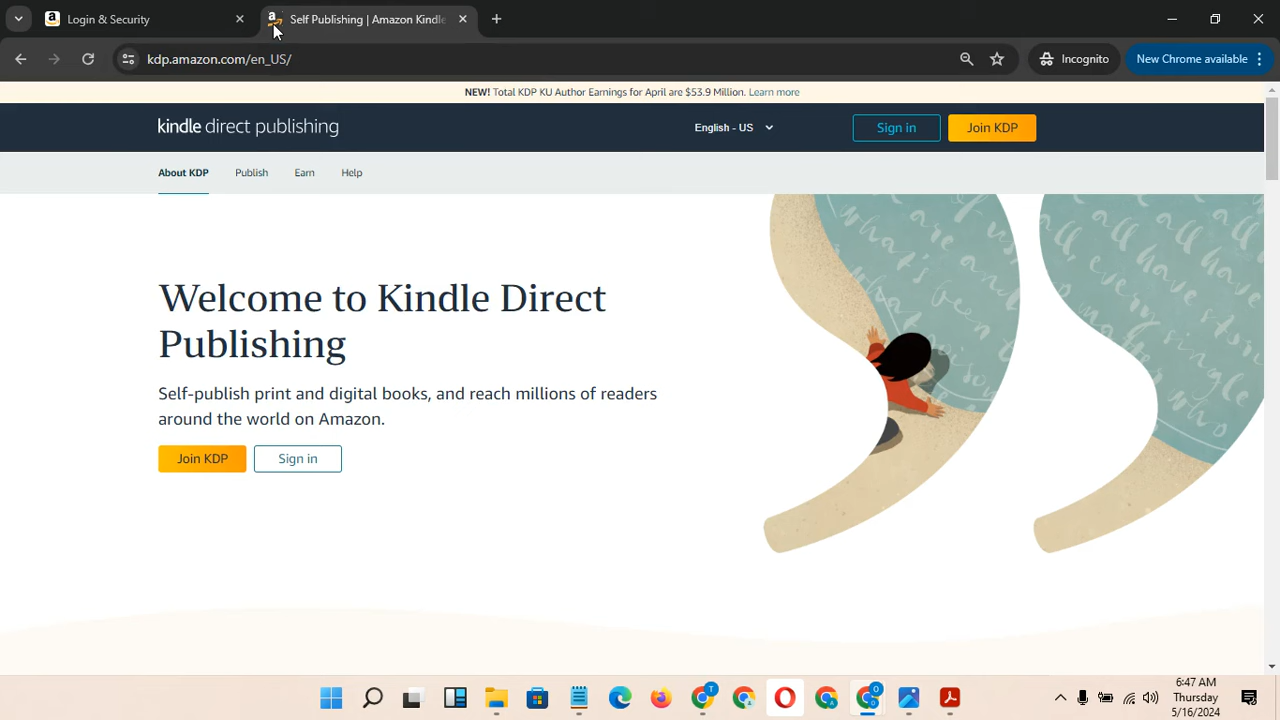 Login & Security
Self Publishing | Amazon Kindle
kdp.amazon.com/en_US/
Incognito
New Chrome available
NEW! Total KDP KU Author Earnings for April are $53.9 Million. Learn more
kindle direct publishing
English - US
Sign in
Join KDP
About KDP
Publish
Earn
Help
Welcome to Kindle Direct
Publishing
Self-publish print and digital books, and reach millions of readers
around the world on Amazon.
Join KDP
Sign in
6:47 AM
Thursday
5/16/2024